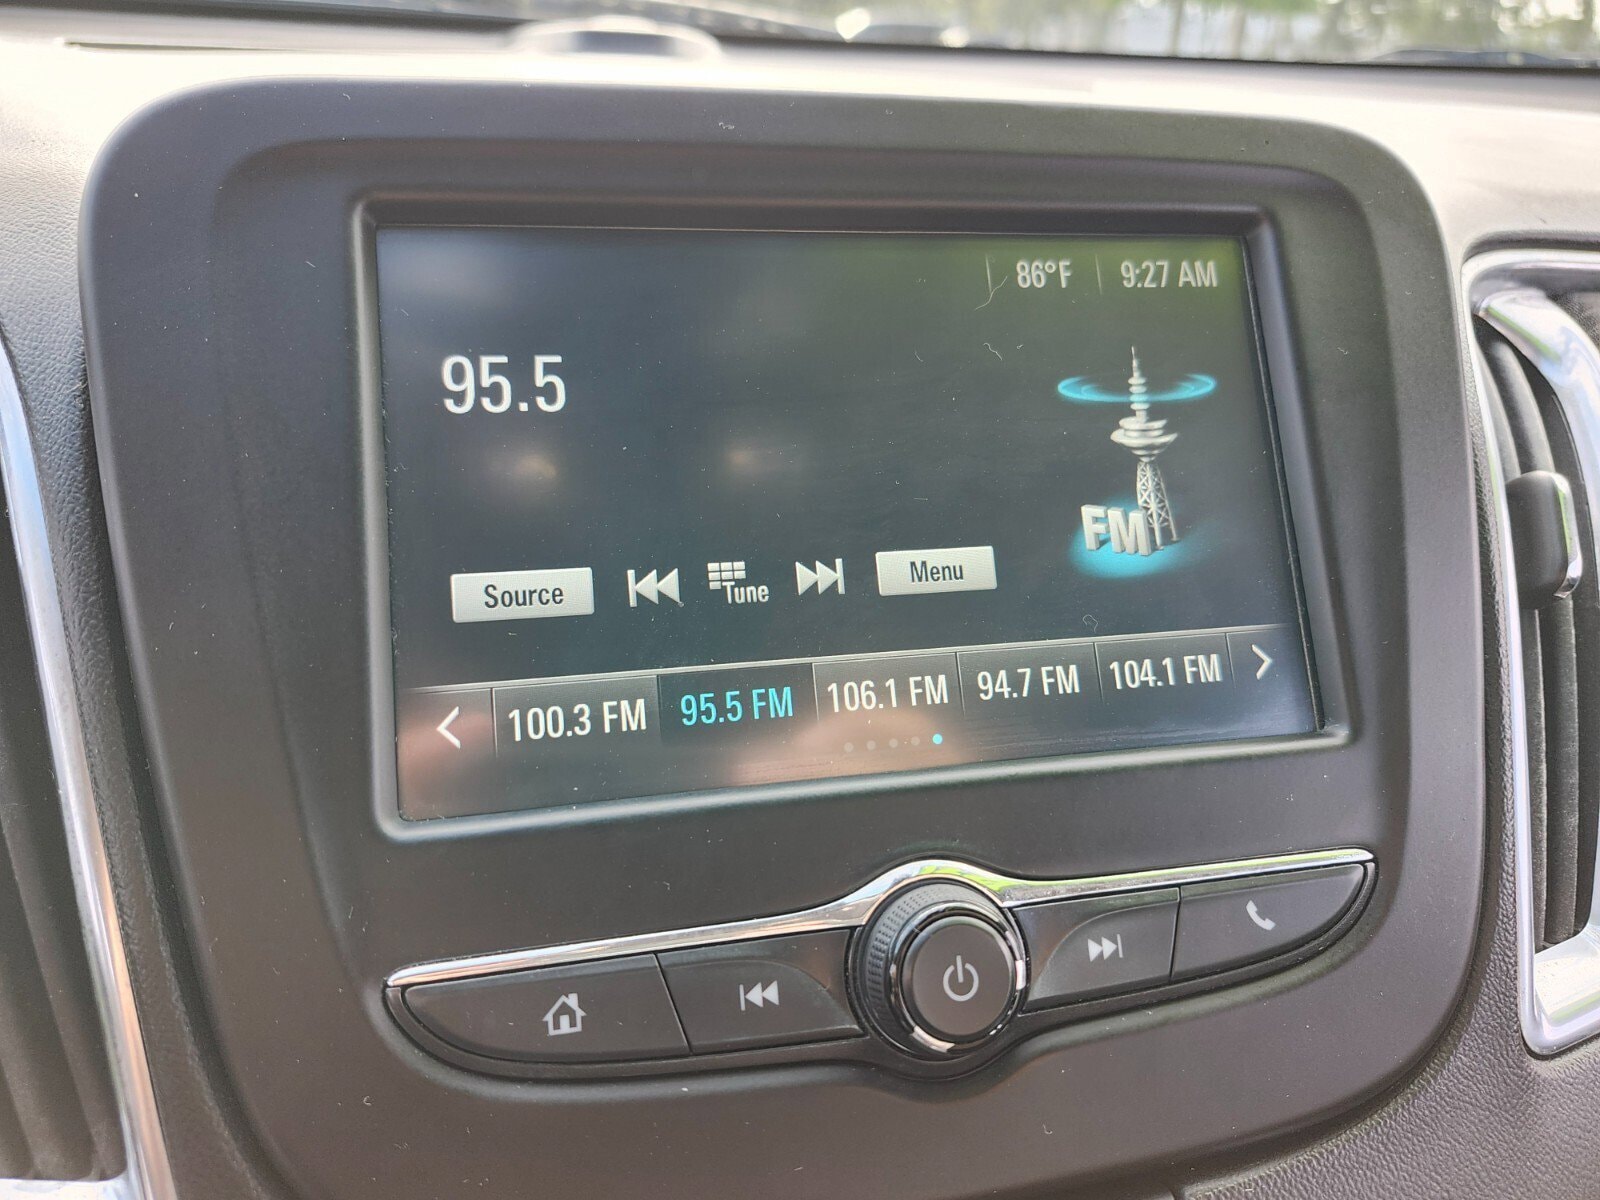 86°F 9:27 AM
95.5
FM
Source Tune Menu
100.3 FM 95.5 FM 106.1 FM 94.7 FM 104.1 FM